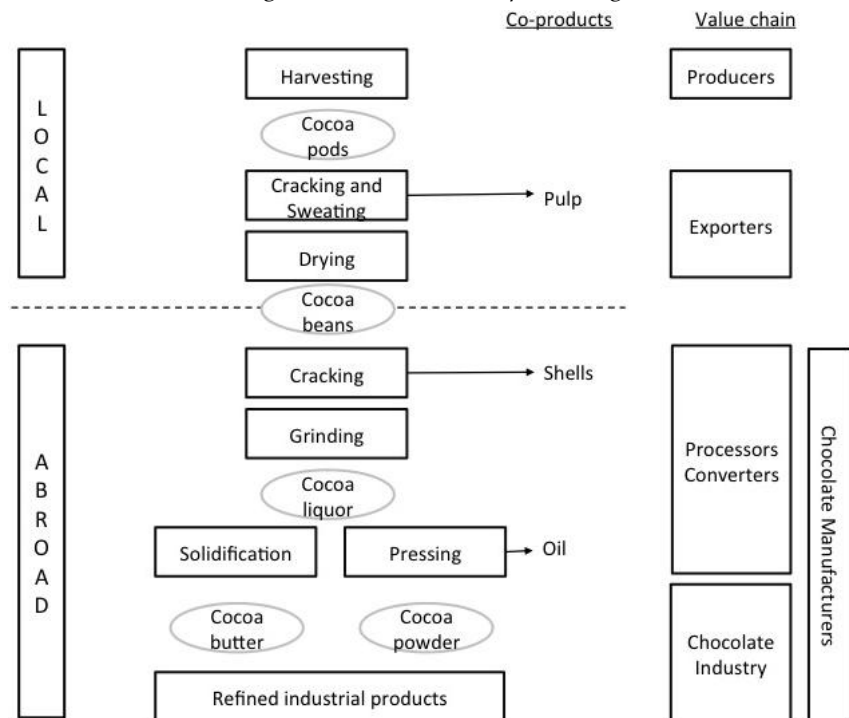 Co-products
Value chain
L O C A L
Harvesting
Producers
Cocoa
pods
Cracking and
Sweating
Pulp
Exporters
Drying
Cocoa
beans
A B R O A D
Cracking
Shells
Grinding
Processors
Converters
Chocolate Manufacturers
Cocoa
liquor
Solidification
Pressing
Oil
Cocoa
butter
Cocoa
powder
Chocolate
Industry
Refined industrial products